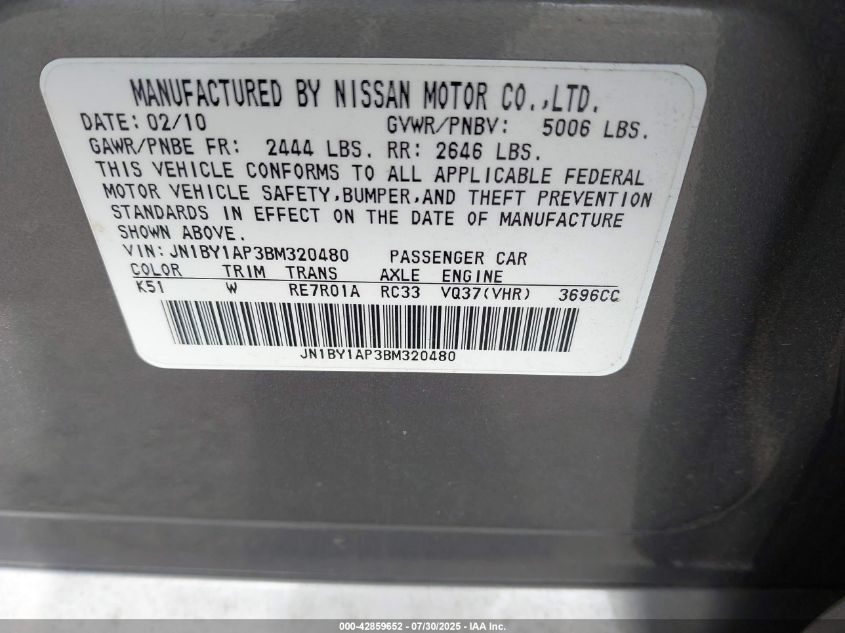 MANUFACTURED BY NISSAN MOTOR CO.,LTD.
DATE: 02/10 GVWR/PNBV: 5006 LBS.
GAWR/PNBE FR: 2444 LBS. RR: 2646 LBS.
THIS VEHICLE CONFORMS TO ALL APPLICABLE FEDERAL
MOTOR VEHICLE SAFETY,BUMPER,AND THEFT PREVENTION
STANDARDS IN EFFECT ON THE DATE OF MANUFACTURE
SHOWN ABOVE.
VIN: JN1BY1AP3BM320480 PASSENGER CAR
COLOR TRIM TRANS AXLE ENGINE
K51 W RE7R01A RC33 VQ37(VHR) 3696CC
JN1BY1AP3BM320480
000-42859652 | 07/30/2025 - IAA Inc.